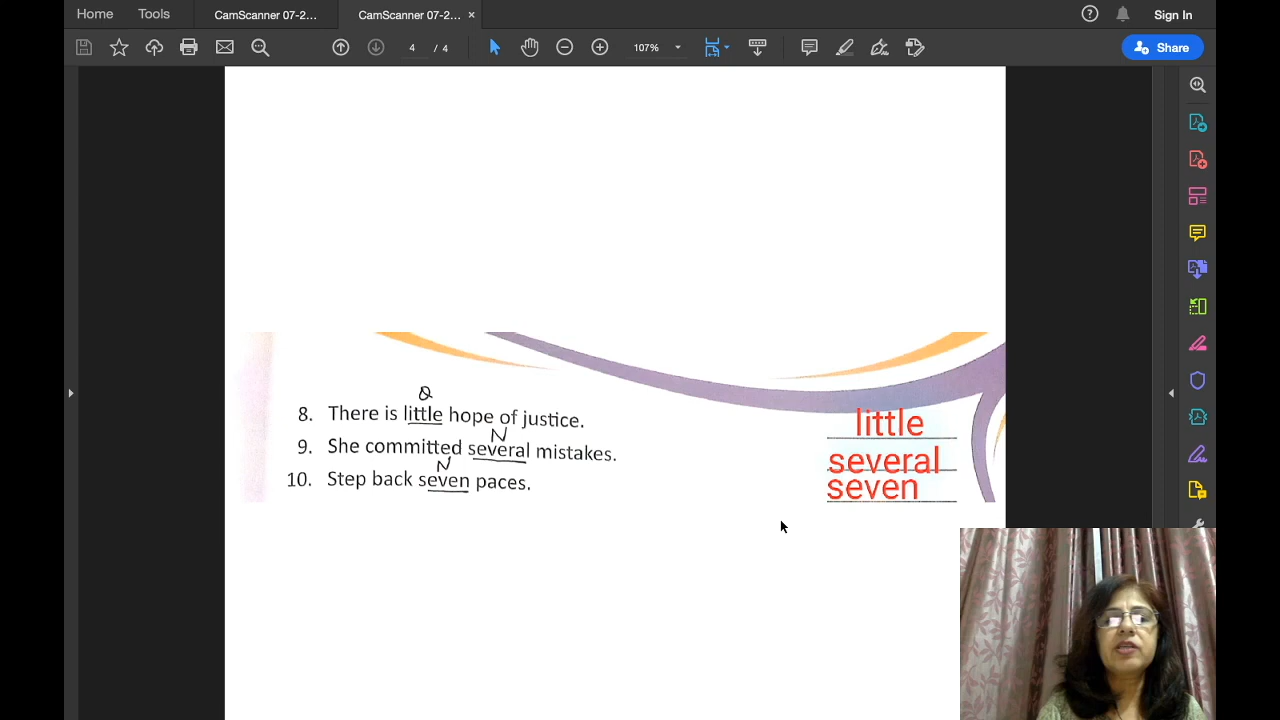 Home Tools CamScanner 07-2... CamScanner 07-2... × Sign In
4 / 4 107% Share
Q
8. There is little hope of justice. little
N
9. She committed several mistakes. several
N
10. Step back seven paces. seven